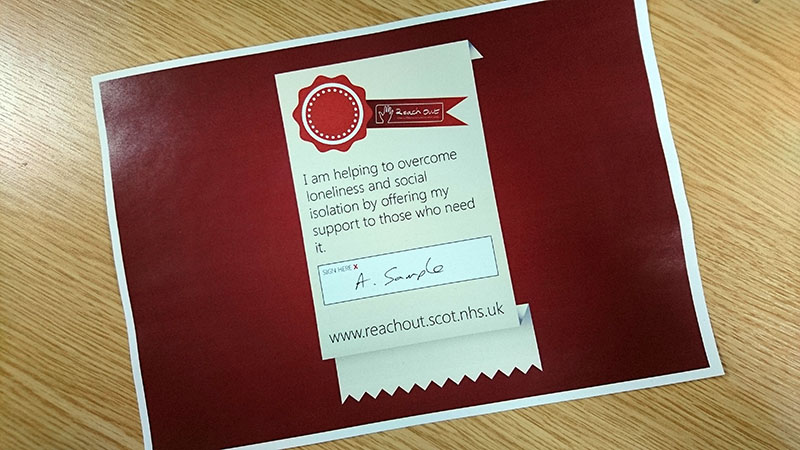 Reach Out
I am helping to overcome
loneliness and social
isolation by offering my
support to those who need
it.
SIGN HERE X
A. Sample
www.reachout.scot.nhs.uk